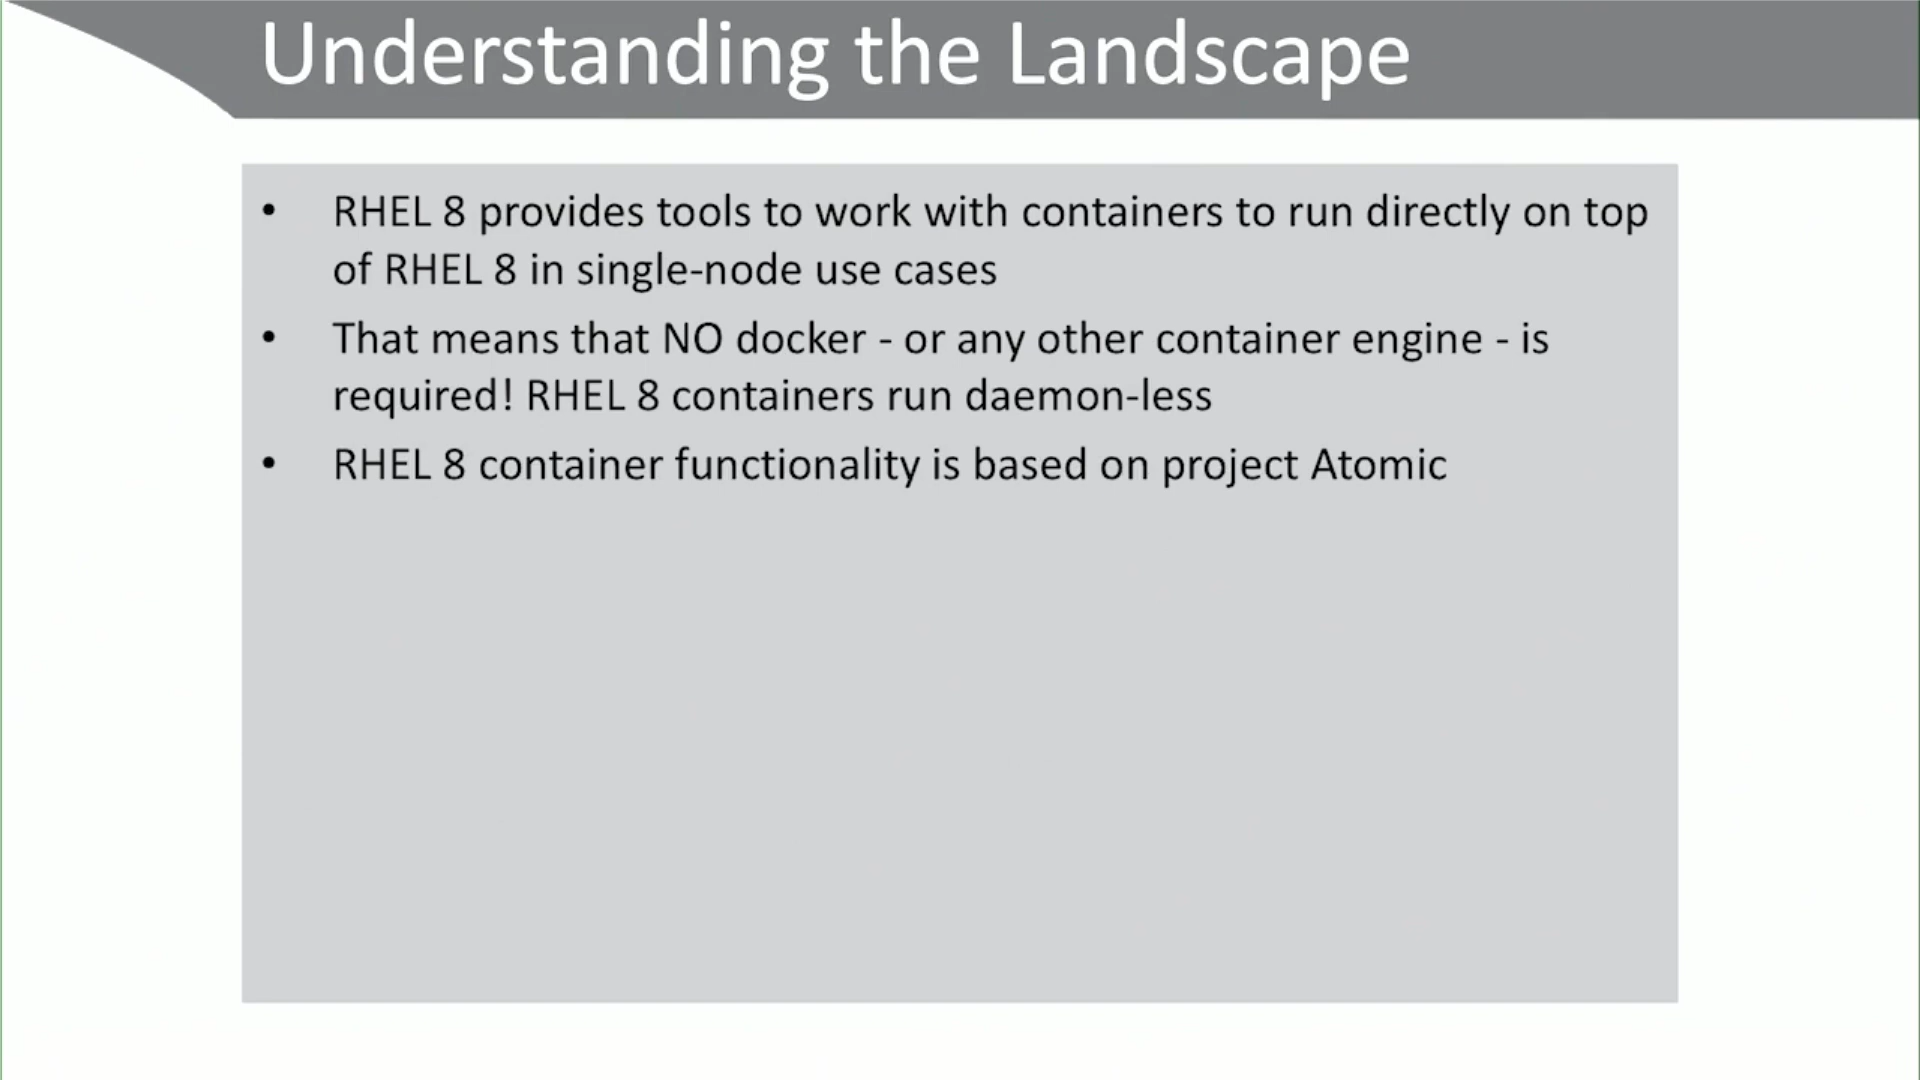 Understanding the Landscape
• RHEL 8 provides tools to work with containers to run directly on top
of RHEL 8 in single-node use cases
• That means that NO docker - or any other container engine - is
required! RHEL 8 containers run daemon-less
• RHEL 8 container functionality is based on project Atomic